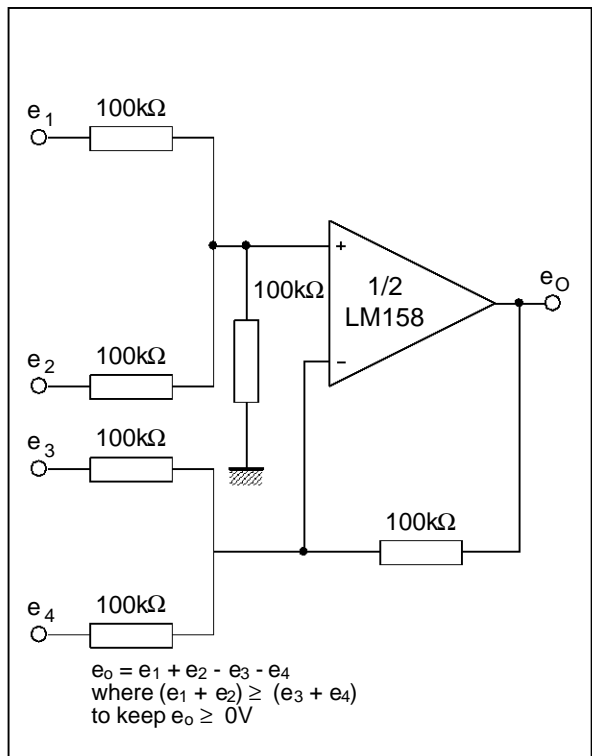 e1
100kΩ
100kΩ
1/2
LM158
eO
e2
100kΩ
e3
100kΩ
100kΩ
e4
100kΩ
+
-
eo = e1 + e2 - e3 - e4
where (e1 + e2) ≥ (e3 + e4)
to keep eo ≥ 0V